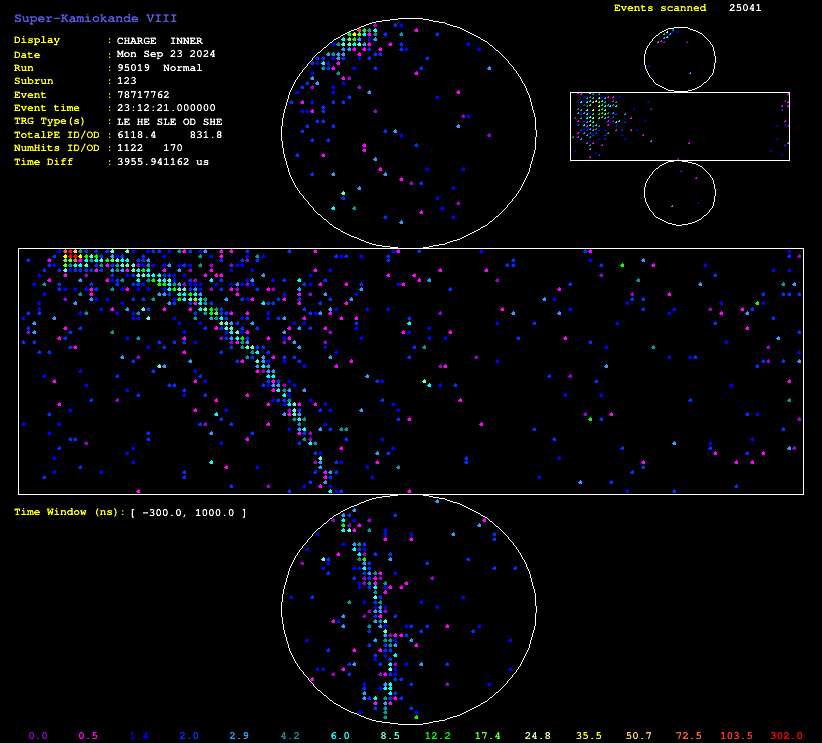 Super-Kamiokande VIII
Events scanned 25041
Display : CHARGE INNER
Date : Mon Sep 23 2024
Run : 95019 Normal
Subrun : 123
Event : 78717762
Event time : 23:12:21.000000
TRG Type(s) : LE HE SLE OD SHE
TotalPE ID/OD : 6118.4 831.8
NumHits ID/OD : 1122 170
Time Diff : 3955.941162 us
Time Window (ns): [ -300.0, 1000.0 ]
0.0 0.5 1.4 2.0 2.9 4.2 6.0 8.5 12.2 17.4 24.8 35.5 50.7 72.5 103.5 302.0